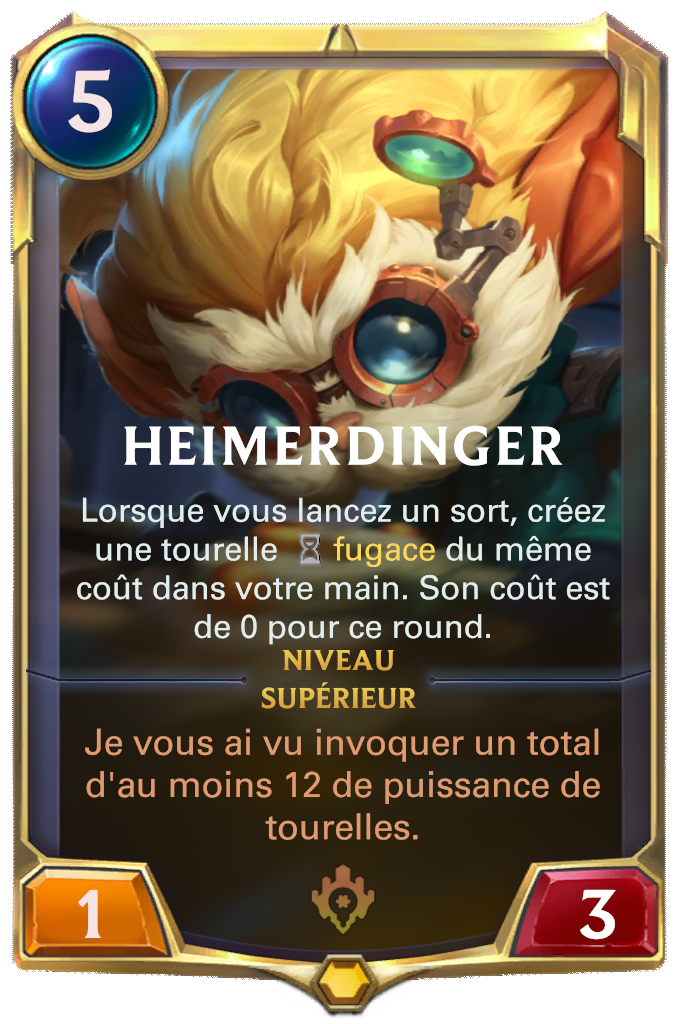 5
HEIMERDINGER
Lorsque vous lancez un sort, créez
une tourelle fugace du même
coût dans votre main. Son coût est
de 0 pour ce round.
NIVEAU
SUPÉRIEUR
Je vous ai vu invoquer un total
d'au moins 12 de puissance de
tourelles.
1
3